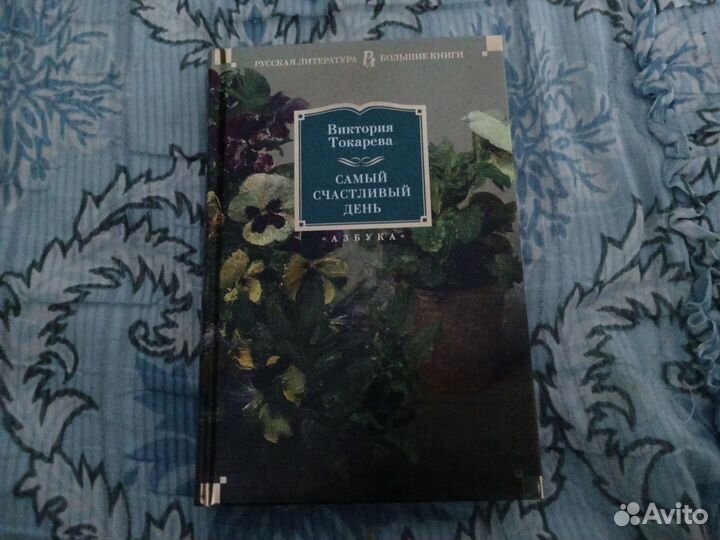 РУССКАЯ ЛИТЕРАТУРА БОЛЬШИЕ КНИГИ
Виктория
Токарева
САМЫЙ
СЧАСТЛИВЫЙ
ДЕНЬ
«АЗБУКА»
Avito